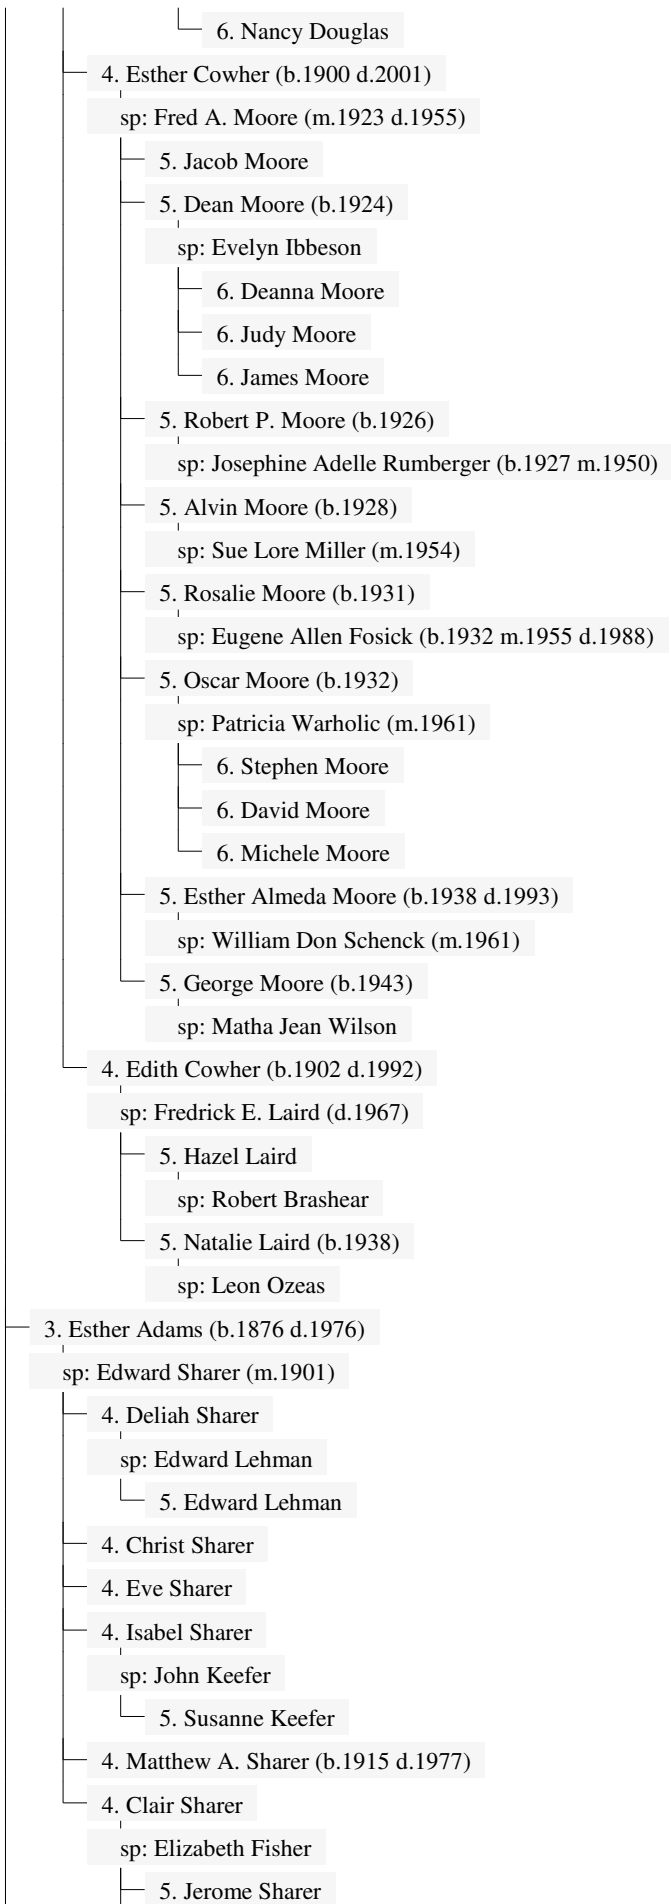 6. Nancy Douglas
4. Esther Cowher (b.1900 d.2001)
sp: Fred A. Moore (m.1923 d.1955)
5. Jacob Moore
5. Dean Moore (b.1924)
sp: Evelyn Ibbeson
6. Deanna Moore
6. Judy Moore
6. James Moore
5. Robert P. Moore (b.1926)
sp: Josephine Adelle Rumberger (b.1927 m.1950)
5. Alvin Moore (b.1928)
sp: Sue Lore Miller (m.1954)
5. Rosalie Moore (b.1931)
sp: Eugene Allen Fosick (b.1932 m.1955 d.1988)
5. Oscar Moore (b.1932)
sp: Patricia Warholic (m.1961)
6. Stephen Moore
6. David Moore
6. Michele Moore
5. Esther Almeda Moore (b.1938 d.1993)
sp: William Don Schenck (m.1961)
5. George Moore (b.1943)
sp: Matha Jean Wilson
4. Edith Cowher (b.1902 d.1992)
sp: Fredrick E. Laird (d.1967)
5. Hazel Laird
sp: Robert Brashear
5. Natalie Laird (b.1938)
sp: Leon Ozeas
3. Esther Adams (b.1876 d.1976)
sp: Edward Sharer (m.1901)
4. Deliah Sharer
sp: Edward Lehman
5. Edward Lehman
4. Christ Sharer
4. Eve Sharer
4. Isabel Sharer
sp: John Keefer
5. Susanne Keefer
4. Matthew A. Sharer (b.1915 d.1977)
4. Clair Sharer
sp: Elizabeth Fisher
5. Jerome Sharer